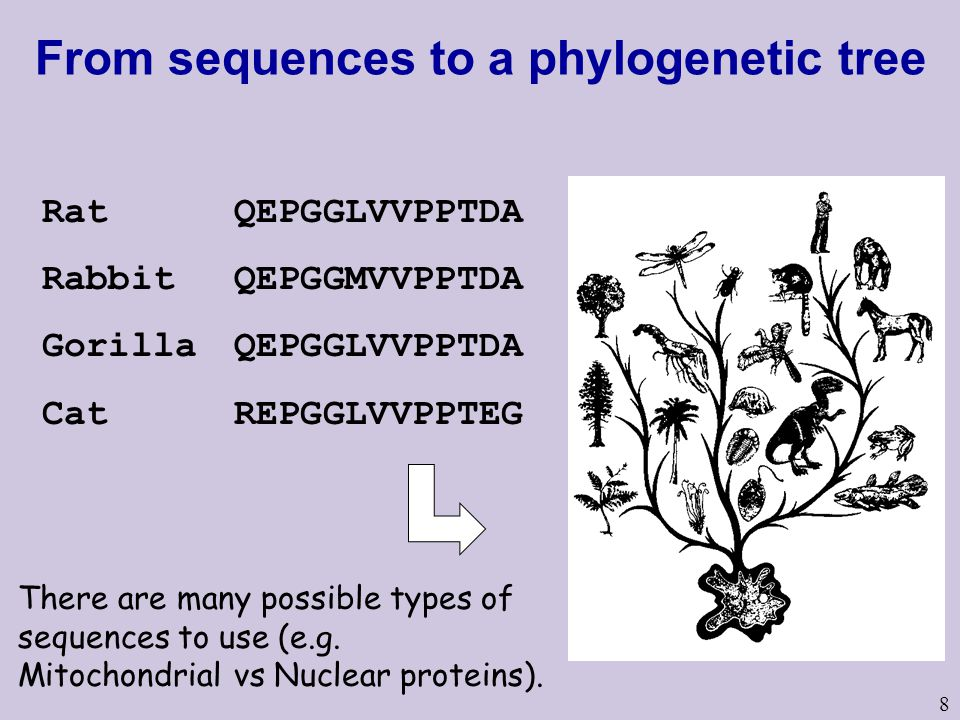 From sequences to a phylogenetic tree
Rat QEPGGLVVPPTDA
Rabbit QEPGGMVVPPTDA
Gorilla QEPGGLVVPPTDA
Cat REPGGLVVPPTEG
There are many possible types of
sequences to use (e.g.
Mitochondrial vs Nuclear proteins).
8